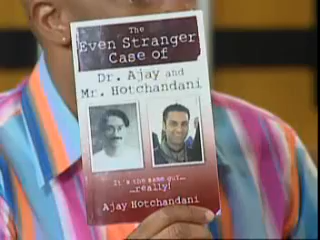 The
Even Stranger
Case of
Dr. Ajay and
Mr. Hotchandani
It's the same guy...
...really!
Ajay Hotchandani